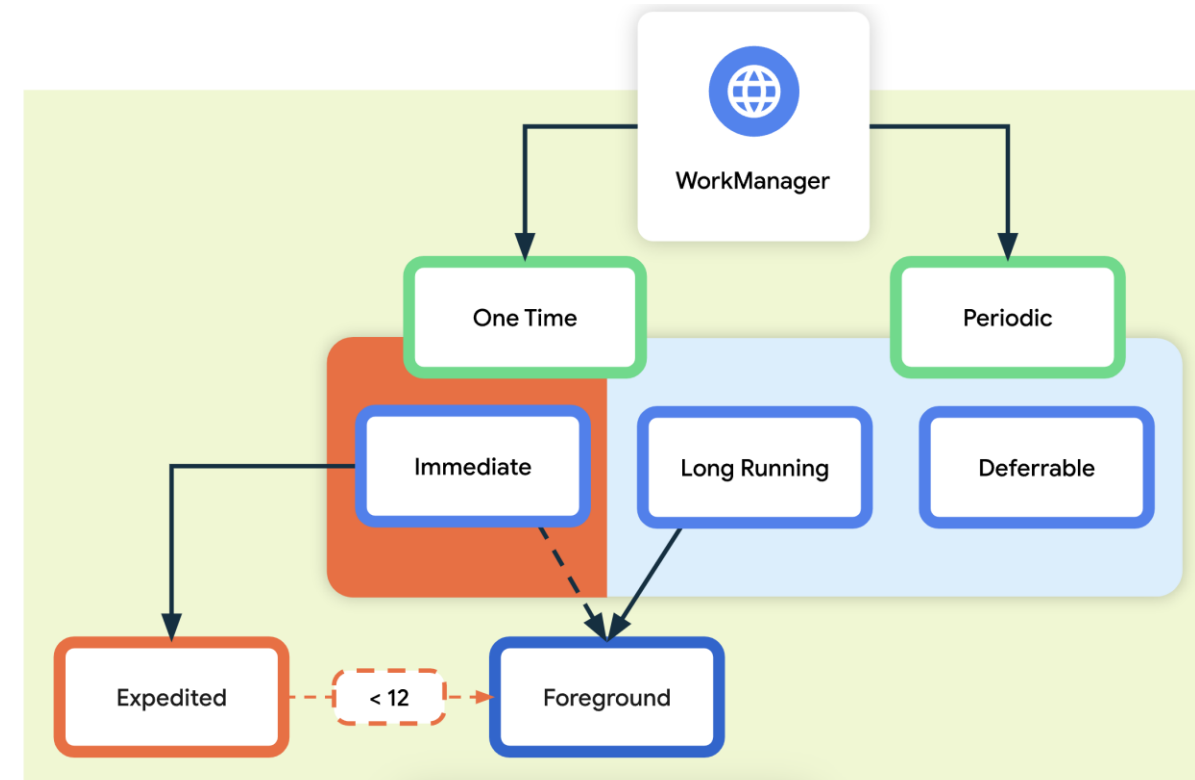 WorkManager
One Time
Periodic
Immediate
Long Running
Deferrable
Expedited
< 12
Foreground